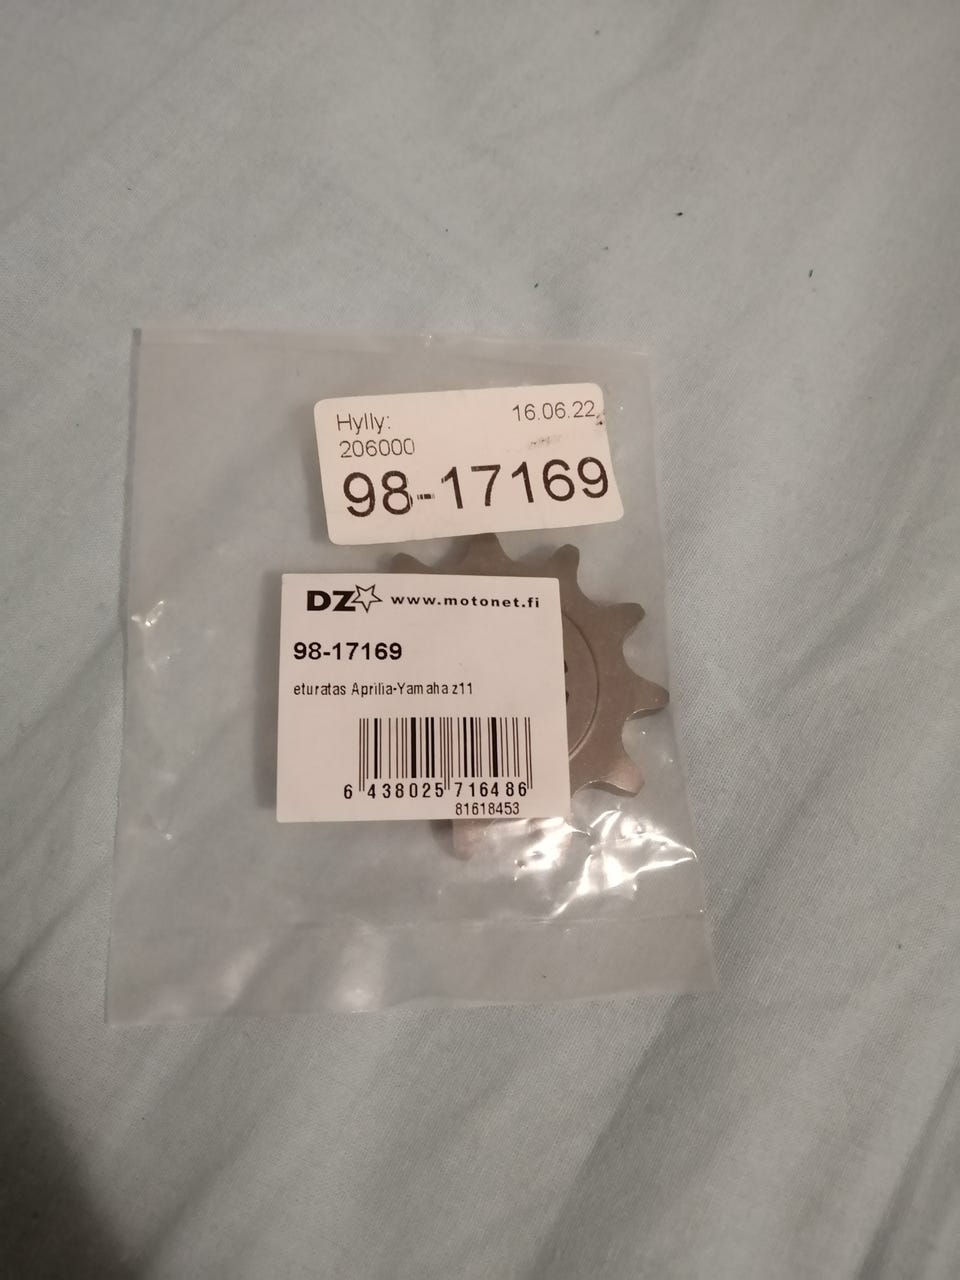 Hylly: 16.06.22
206000
98-17169
DZ www.motonet.fi
98-17169
eturatas Aprilia-Yamaha z11
6 438025 716486
81618453